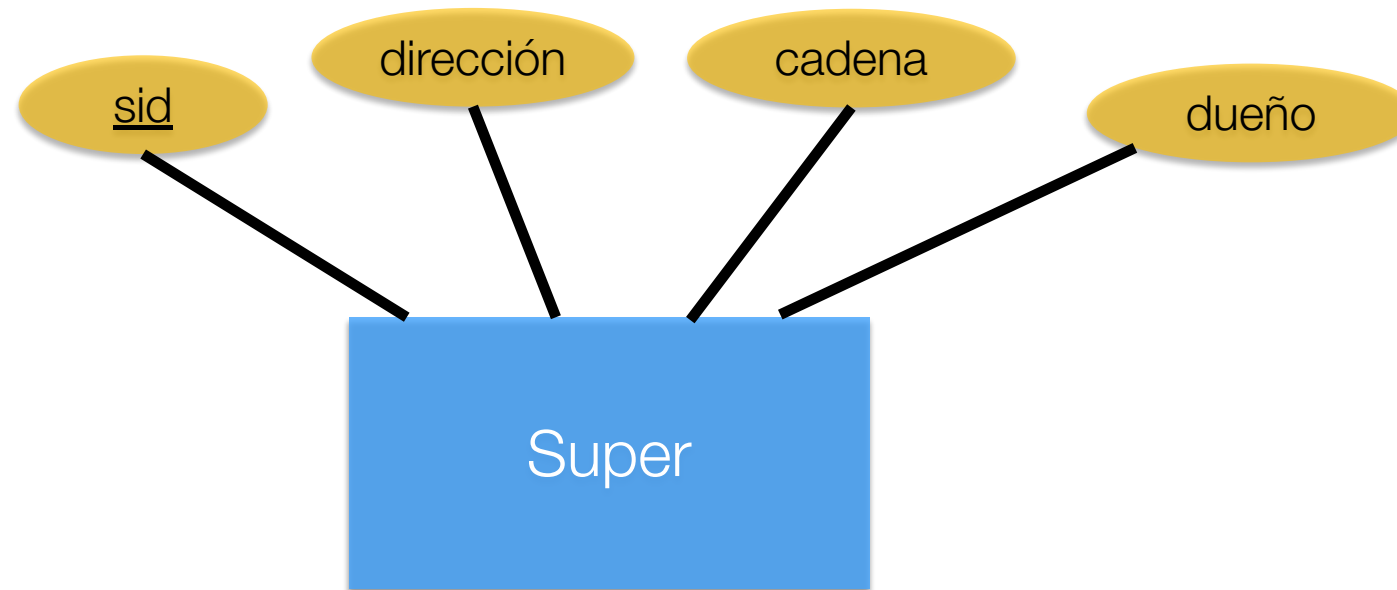 sid
dirección
cadena
dueño
Super